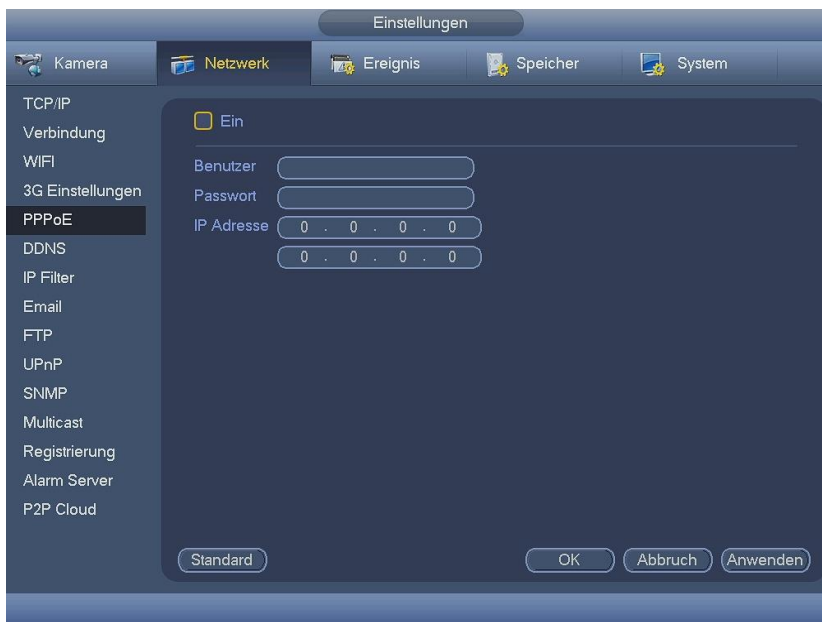 Einstellungen
Kamera Netzwerk Ereignis Speicher System
TCP/IP
Verbindung
WIFI
3G Einstellungen
PPPoE
DDNS
IP Filter
Email
FTP
UPnP
SNMP
Multicast
Registrierung
Alarm Server
P2P Cloud
Ein
Benutzer
Passwort
IP Adresse 0 . 0 . 0 . 0
0 . 0 . 0 . 0
Standard OK Abbruch Anwenden